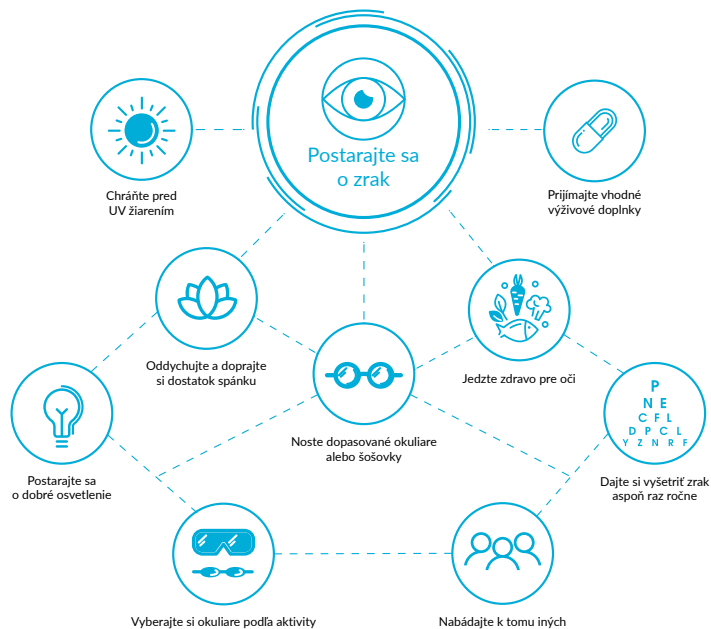 Postarajte sa
o zrak
Chráňte pred
UV žiarením
Prijímajte vhodné
výživové doplnky
Oddychujte a doprajte
si dostatok spánku
Jedzte zdravo pre oči
Noste dopasované okuliare
alebo šošovky
Postarajte sa
o dobré osvetlenie
P
N E
C F L
D P C L
Y Z N R F
Dajte si vyšetriť zrak
aspoň raz ročne
Vyberajte si okuliare podľa aktivity
Nabádajte k tomu iných